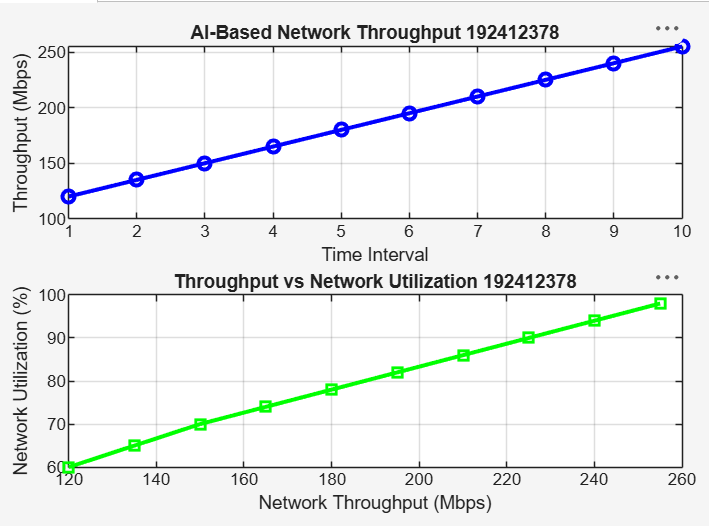 AI-Based Network Throughput 192412378
250
200
150
100
Throughput (Mbps)
1 2 3 4 5 6 7 8 9 10
Time Interval
Throughput vs Network Utilization 192412378
100
90
80
70
60
Network Utilization (%)
120 140 160 180 200 220 240 260
Network Throughput (Mbps)